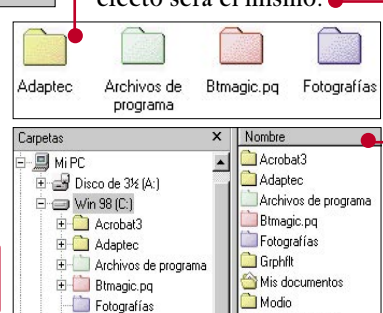 efecto será el mismo.
Adaptec Archivos de programa Btmagic.pq Fotografías
Carpetas × Nombre
Mi PC
Disco de 3½ (A:)
Win 98 (C:)
Acrobat3
Adaptec
Archivos de programa
Btmagic.pq
Fotografías
Acrobat3
Adaptec
Archivos de programa
Btmagic.pq
Fotografías
Grphflt
Mis documentos
Modio